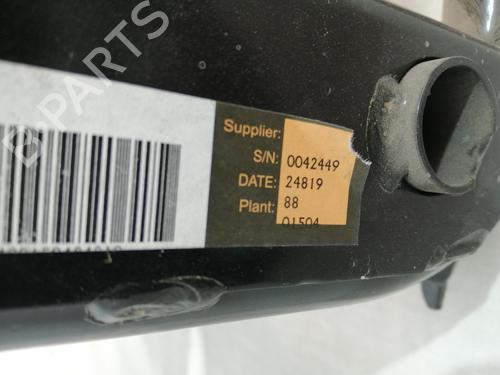 B-PARTS
Supplier:
S/N: 0042449
DATE: 24819
Plant: 88
01504